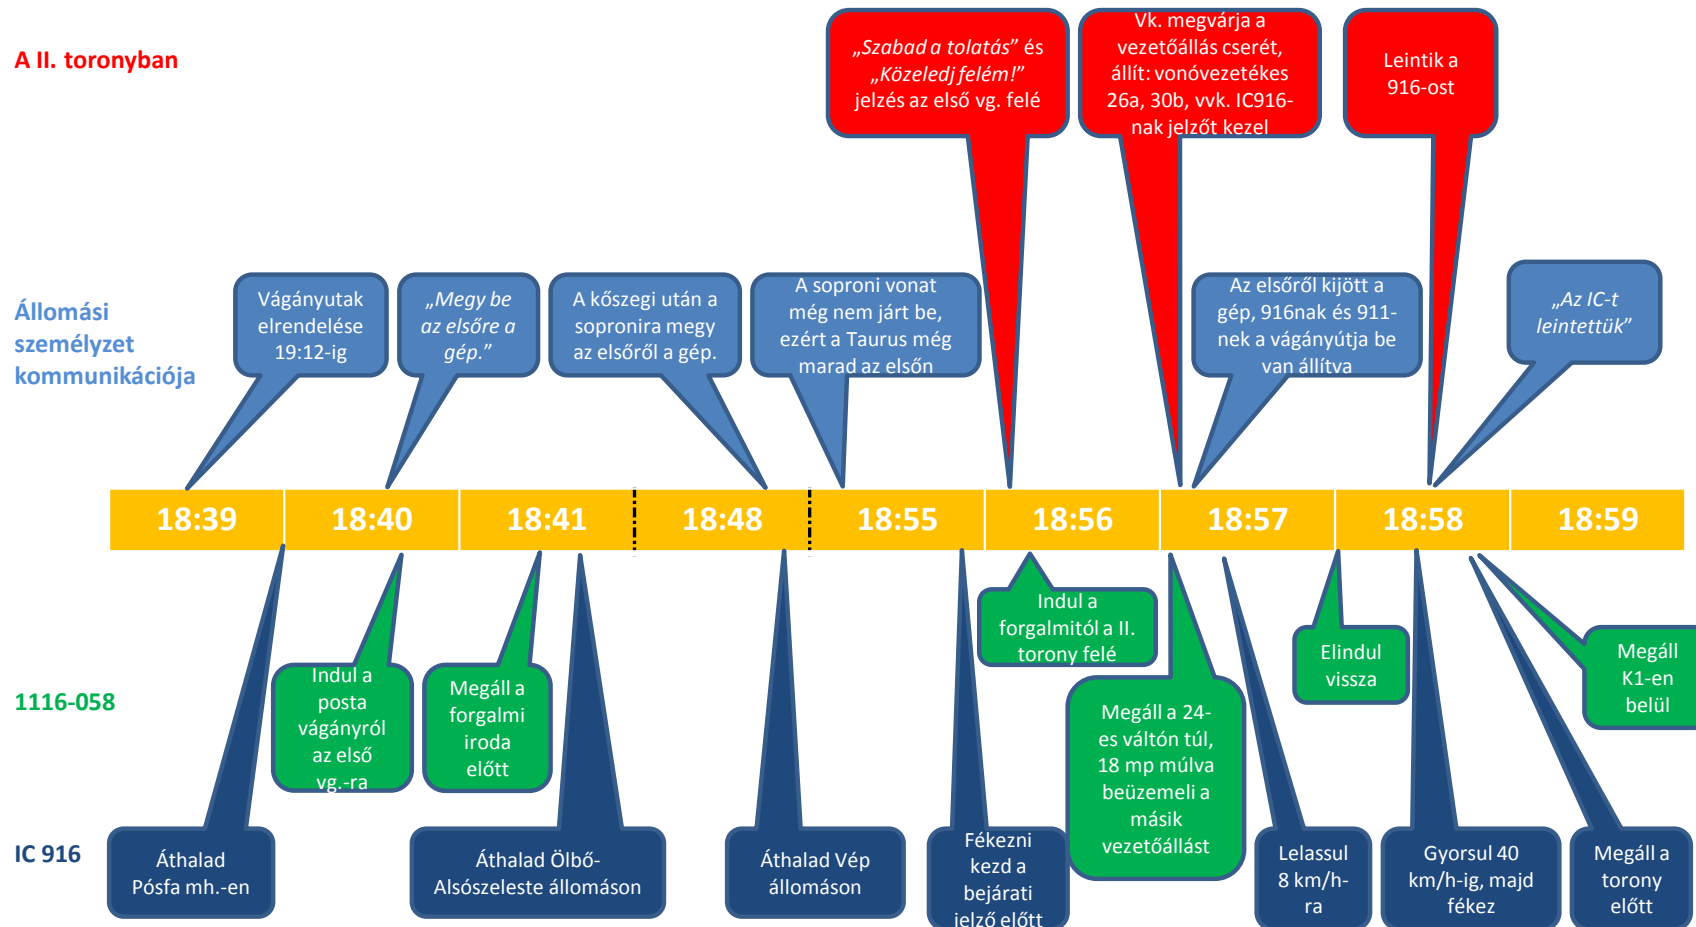 A II. toronyban
„Szabad a tolatás” és
„Közeledj felém!”
jelzés az első vg. felé
Vk. megvárja a
vezetőállás cserét,
állít: vonóvezetékes
26a, 30b, vvk. IC916-
nak jelzőt kezel
Leintik a
916-ost
Állomási
személyzet
kommunikációja
Vágányutak
elrendelése
19:12-ig
„Megy be
az elsőre a
gép.”
A kőszegi után a
sopronira megy
az elsőről a gép.
A soproni vonat
még nem járt be,
ezért a Taurus még
marad az elsőn
Az elsőről kijött a
gép, 916nak és 911-
nek a vágányútja be
van állítva
„Az IC-t
leintettük”
18:39
18:40
18:41
18:48
18:55
18:56
18:57
18:58
18:59
1116-058
Indul a
posta
vágányról
az első
vg.-ra
Megáll a
forgalmi
iroda
előtt
Indul a
forgalmitól a II.
torony felé
Megáll a 24-
es váltón túl,
18 mp múlva
beüzemeli a
másik
vezetőállást
Elindul
vissza
Megáll
K1-en
belül
IC 916
Áthalad
Pósfa mh.-en
Áthalad Ölbő-
Alsószeleste állomáson
Áthalad Vép
állomáson
Fékezni
kezd a
bejárati
jelző előtt
Lelassul
8 km/h-
ra
Gyorsul 40
km/h-ig, majd
fékez
Megáll a
torony
előtt